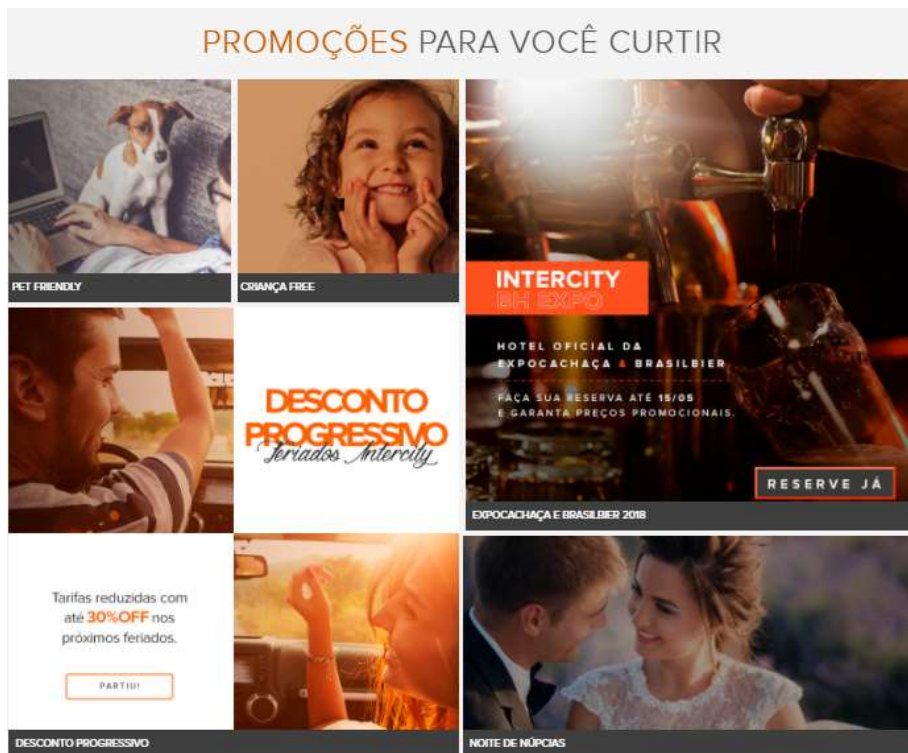 PROMOÇÕES PARA VOCÊ CURTIR
PET FRIENDLY
CRIANÇA FREE
INTERCITY
BH EXPO
HOTEL OFICIAL DA
EXPOCACHAÇA & BRASILBIER
FAÇA SUA RESERVA ATÉ 15/05
E GARANTA PREÇOS PROMOCIONAIS.
RESERVE JÁ
EXPOCACHAÇA E BRASILBIER 2018
DESCONTO
PROGRESSIVO
Feriados Intercity
Tarifas reduzidas com
até 30%OFF nos
próximos feriados.
PARTIU!
DESCONTO PROGRESSIVO
NOITE DE NÚPCIAS